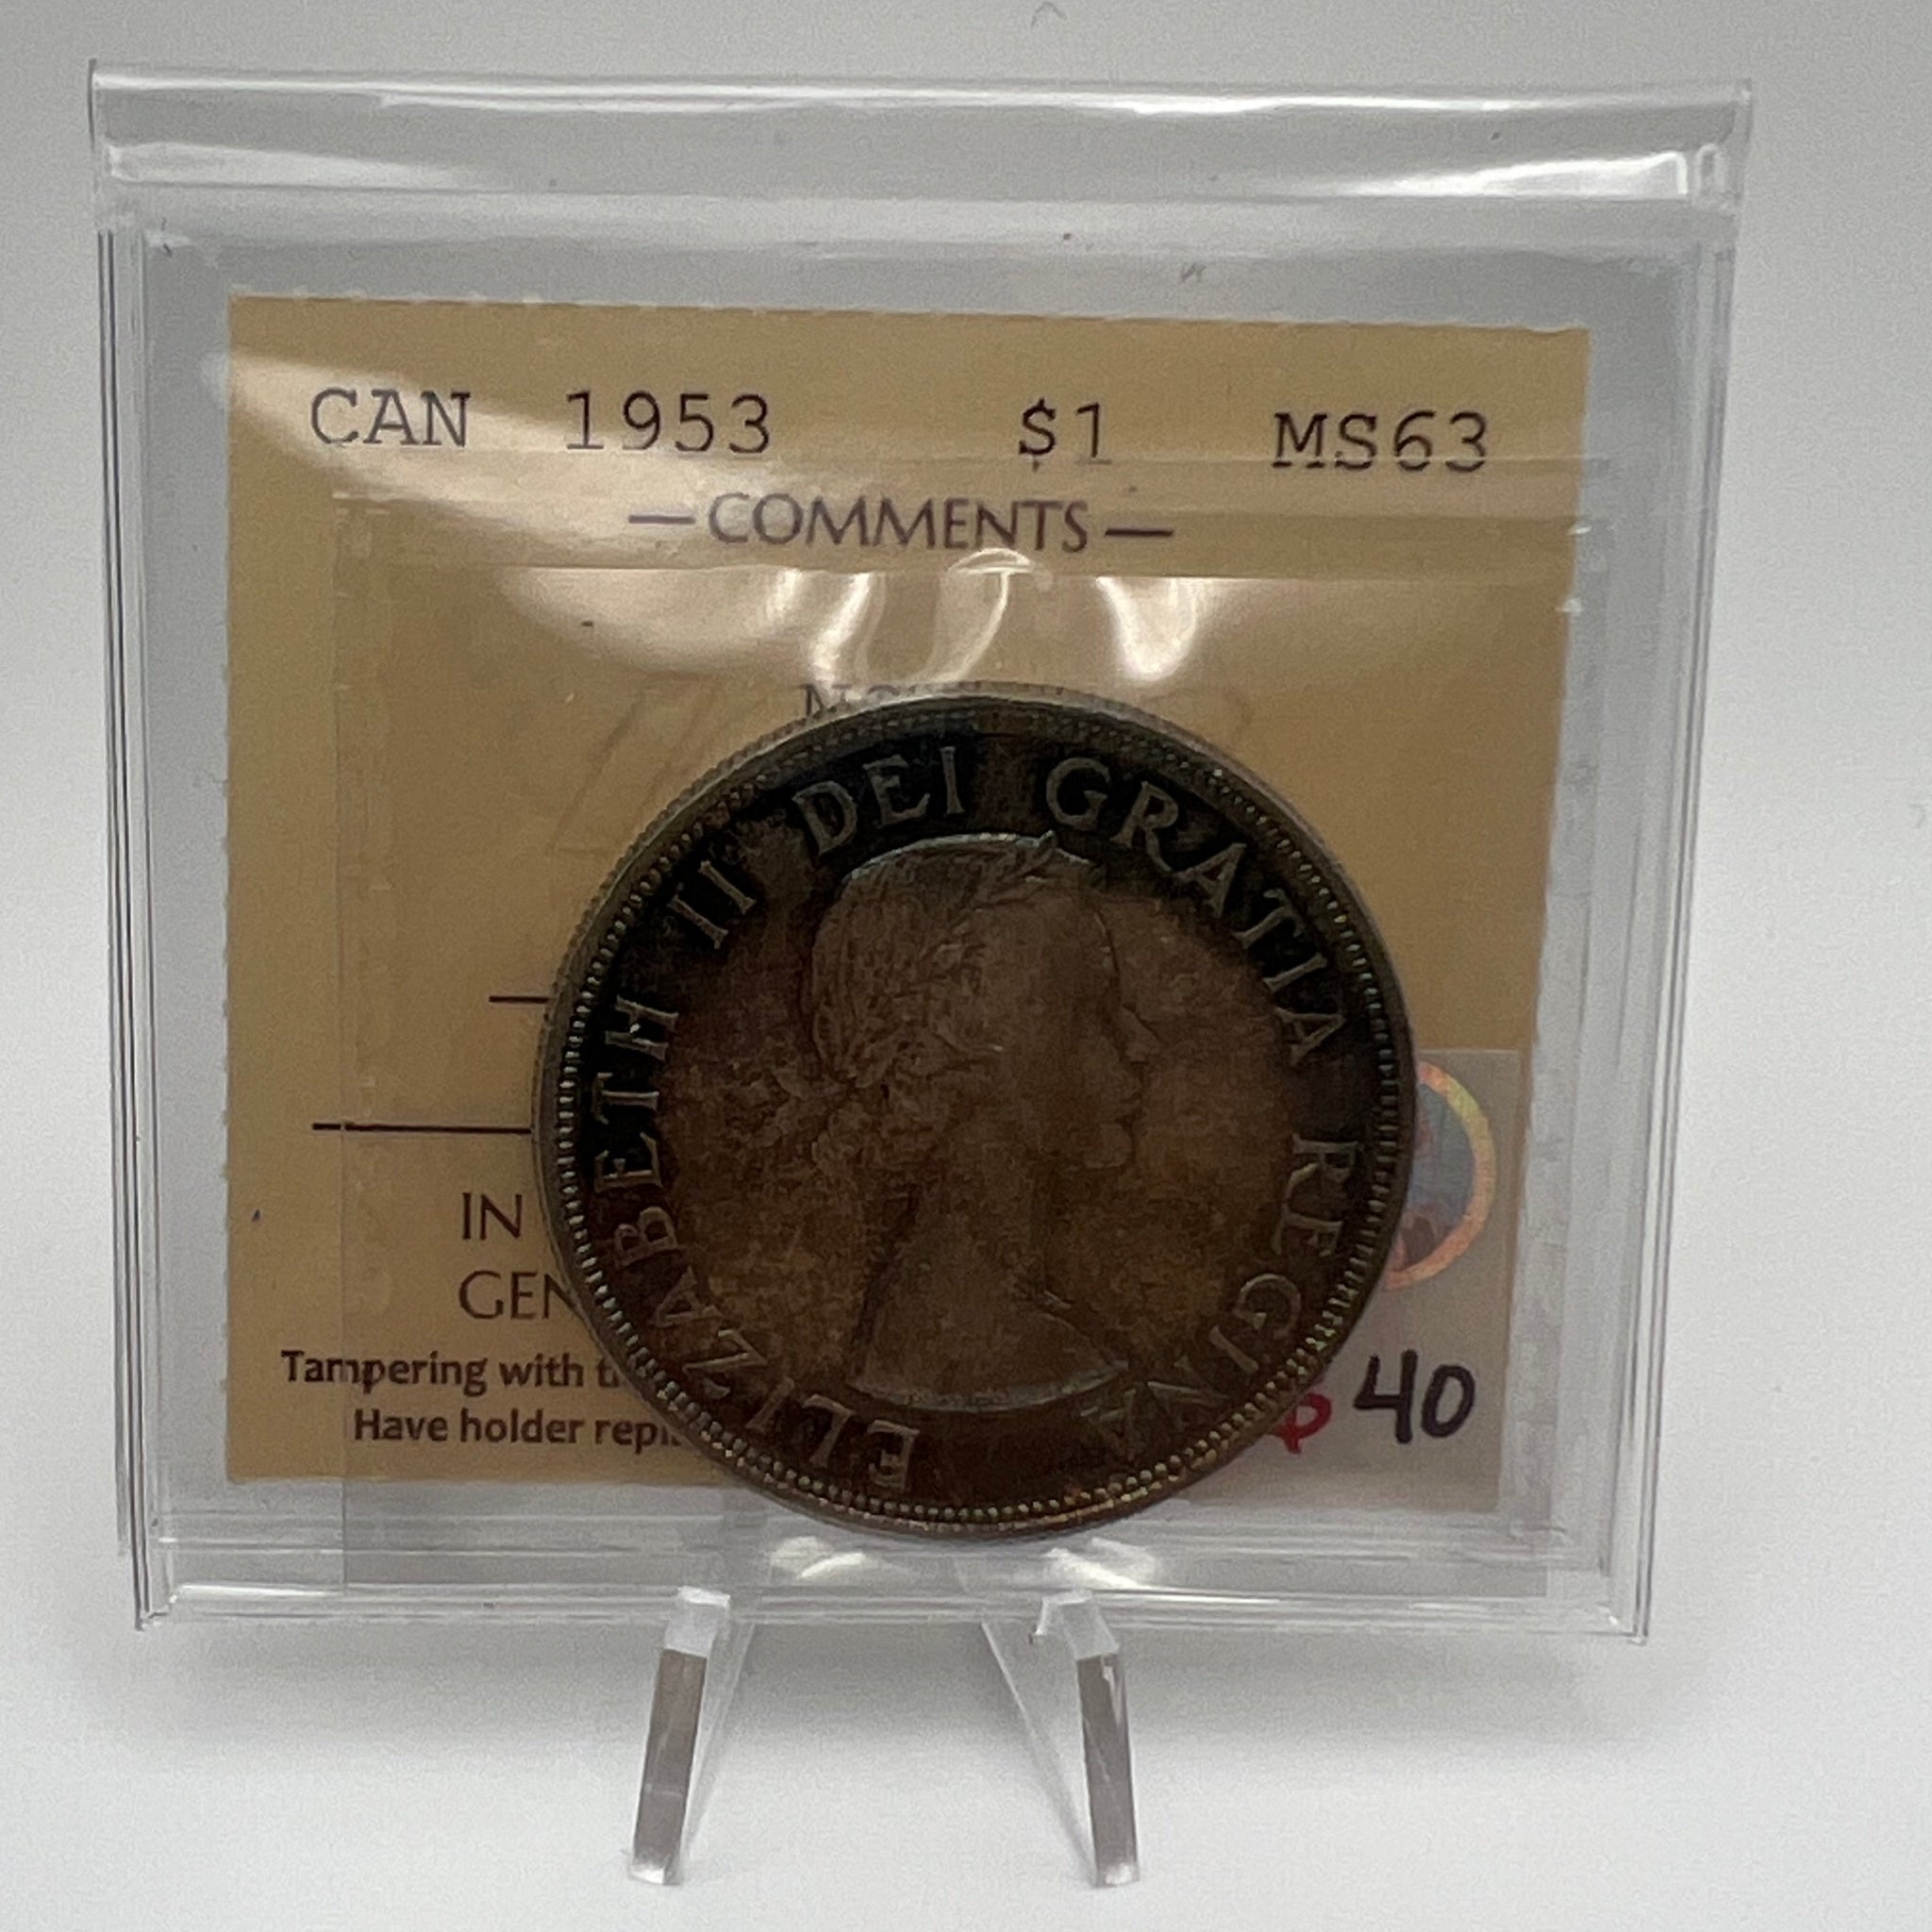 CAN 1953 $1 MS63
— COMMENTS —
ELIZABETH II DEI GRATIA REGINA
IN
GEN
Tampering with t
Have holder repl
$40